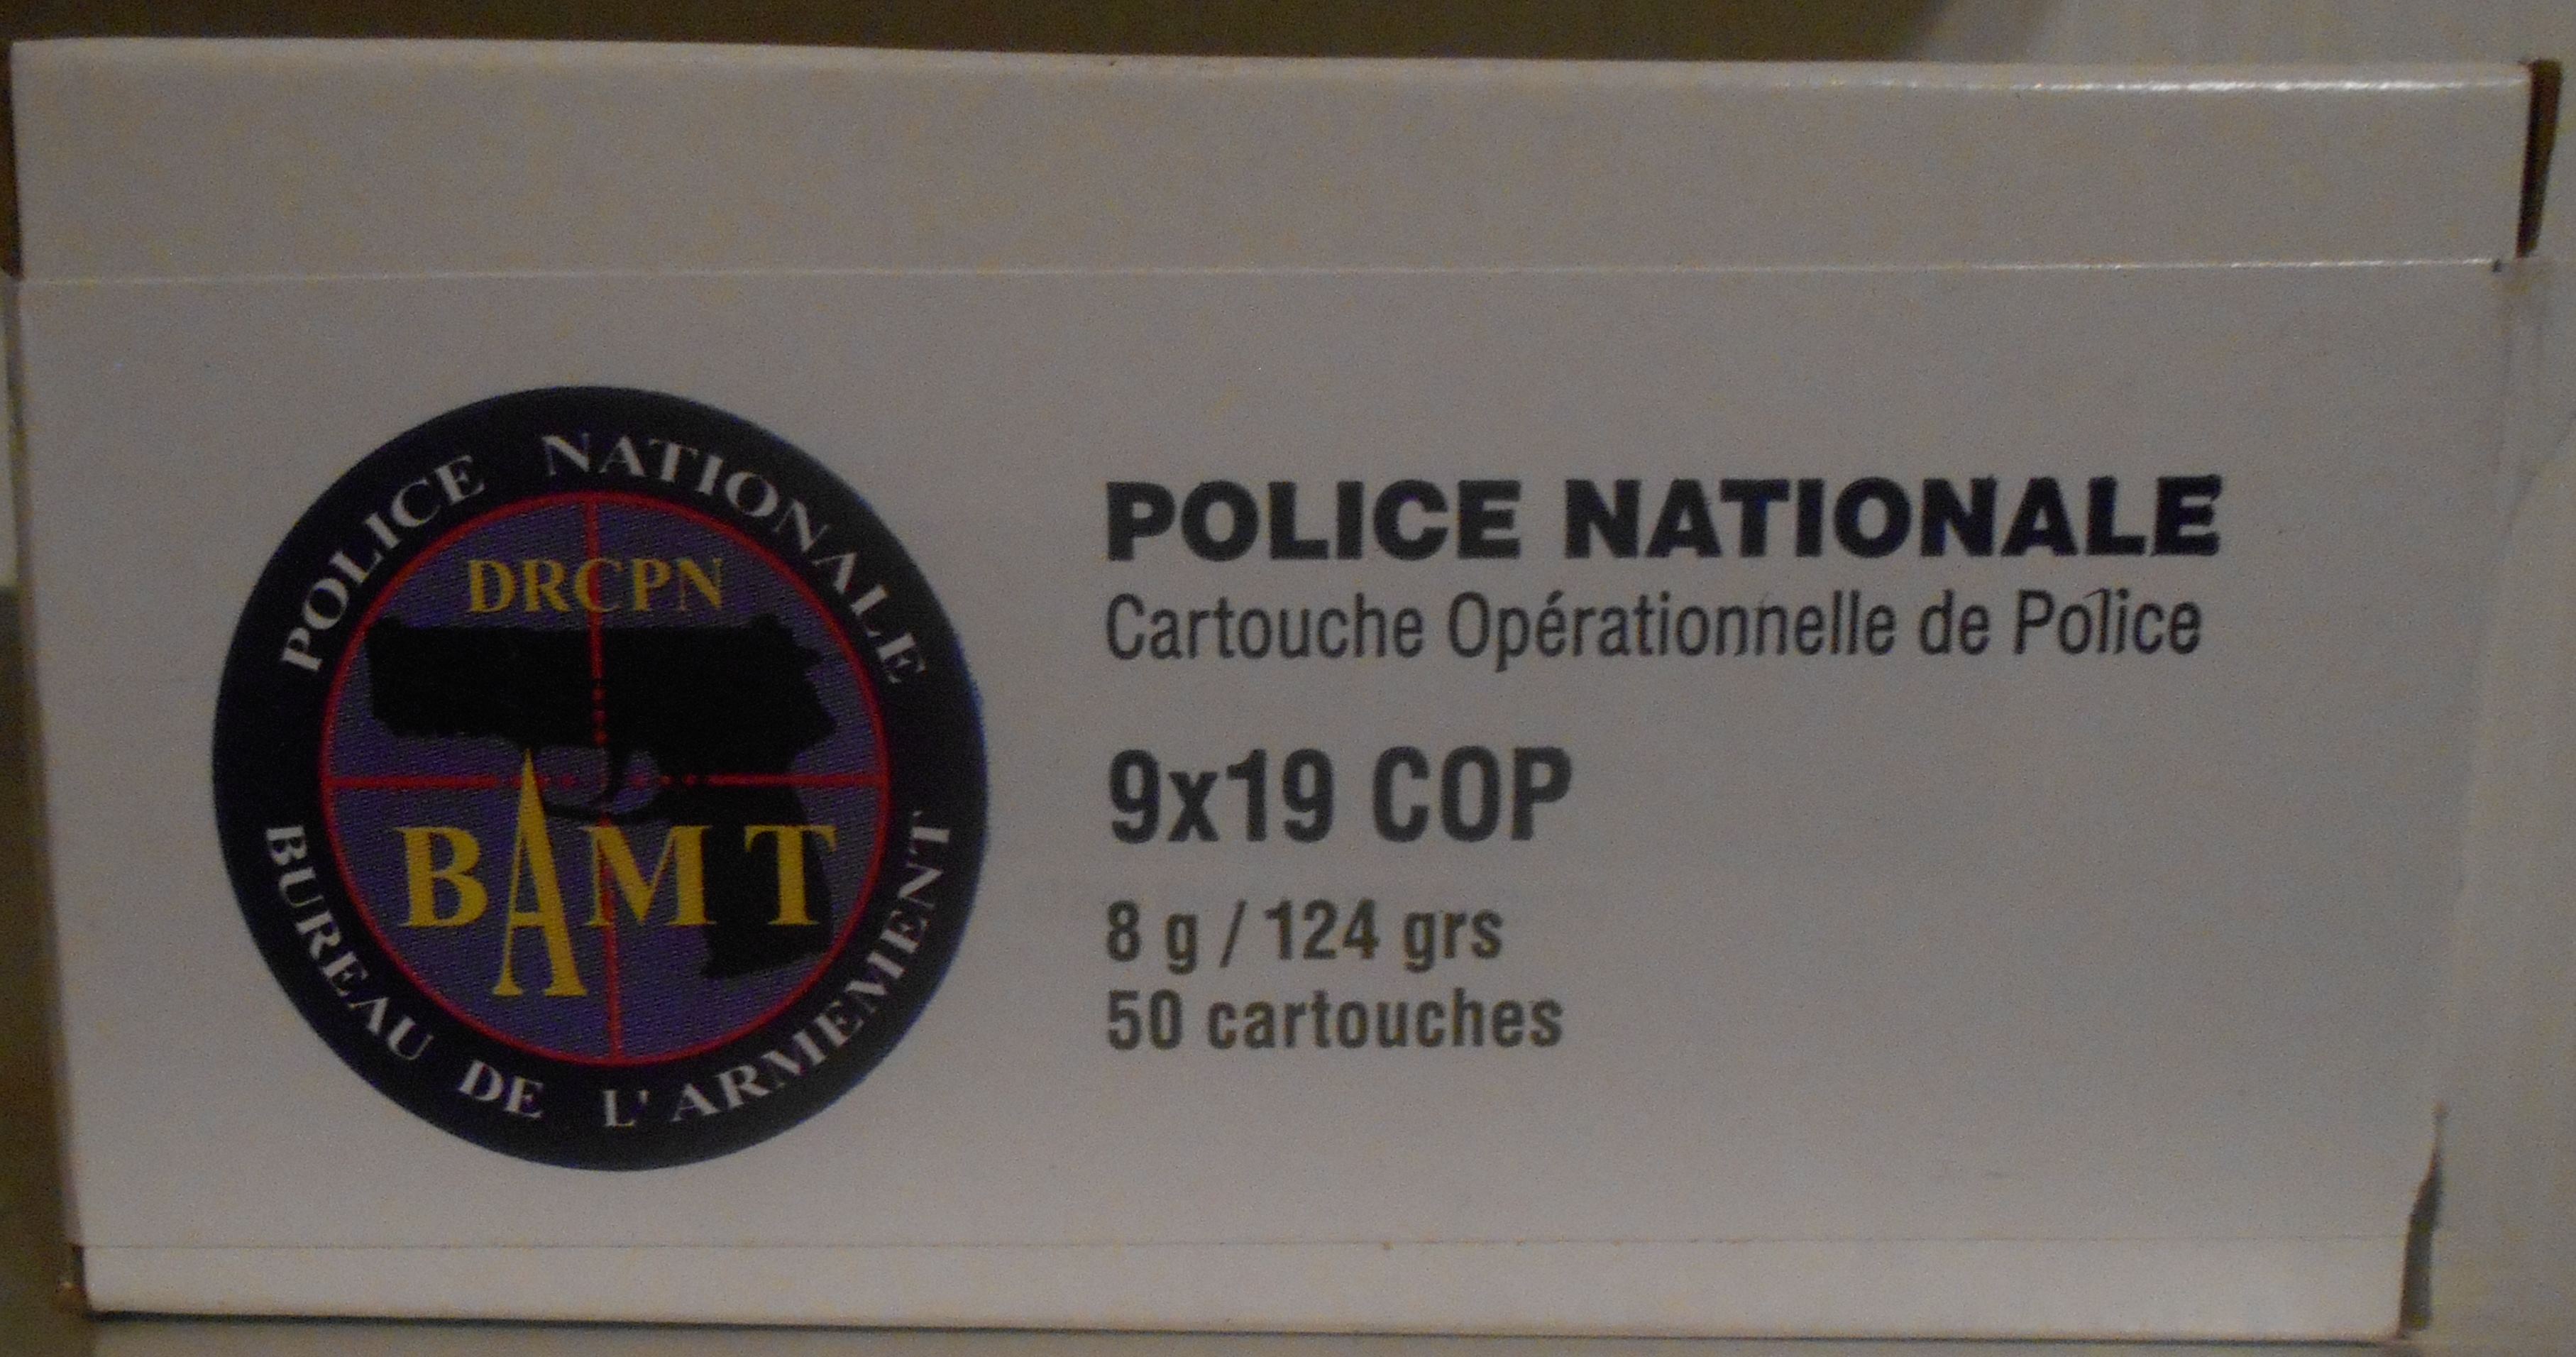 POLICE NATIONALE
DRCPN
BAMT
BUREAU DE L'ARMEMENT
POLICE NATIONALE
Cartouche Opérationnelle de Police
9x19 COP
8 g / 124 grs
50 cartouches